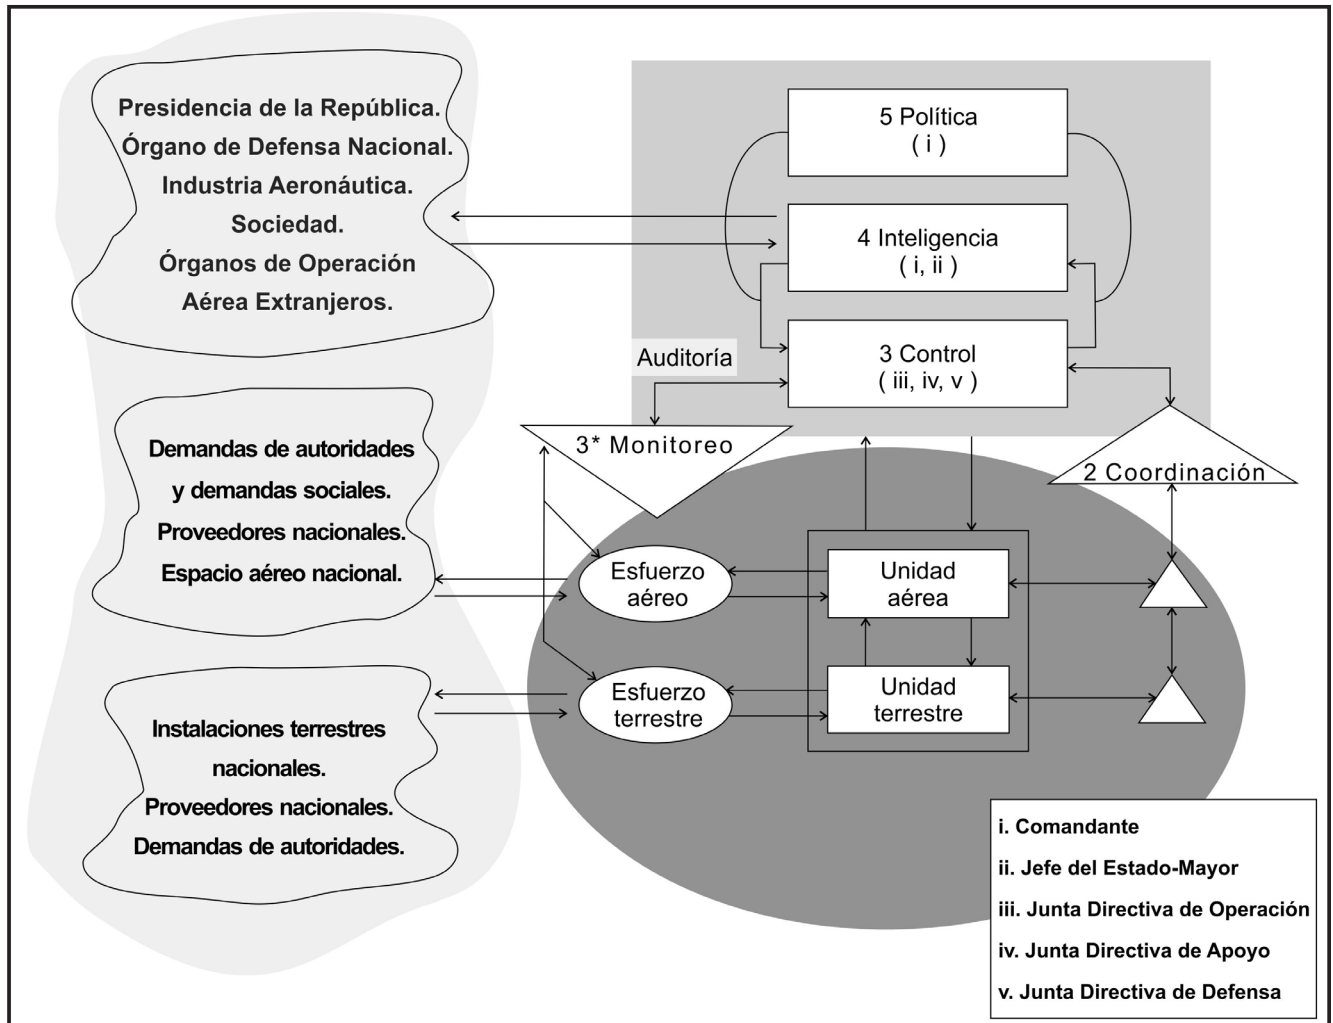 Presidencia de la República.
Órgano de Defensa Nacional.
Industria Aeronáutica.
Sociedad.
Órganos de Operación
Aérea Extranjeros.
Demandas de autoridades
y demandas sociales.
Proveedores nacionales.
Espacio aéreo nacional.
Instalaciones terrestres
nacionales.
Proveedores nacionales.
Demandas de autoridades.
5 Política
( i )
4 Inteligencia
( i, ii )
3 Control
( iii, iv, v )
Auditoría
3* Monitoreo
2 Coordinación
Esfuerzo
aéreo
Unidad
aérea
Esfuerzo
terrestre
Unidad
terrestre
i. Comandante
ii. Jefe del Estado-Mayor
iii. Junta Directiva de Operación
iv. Junta Directiva de Apoyo
v. Junta Directiva de Defensa